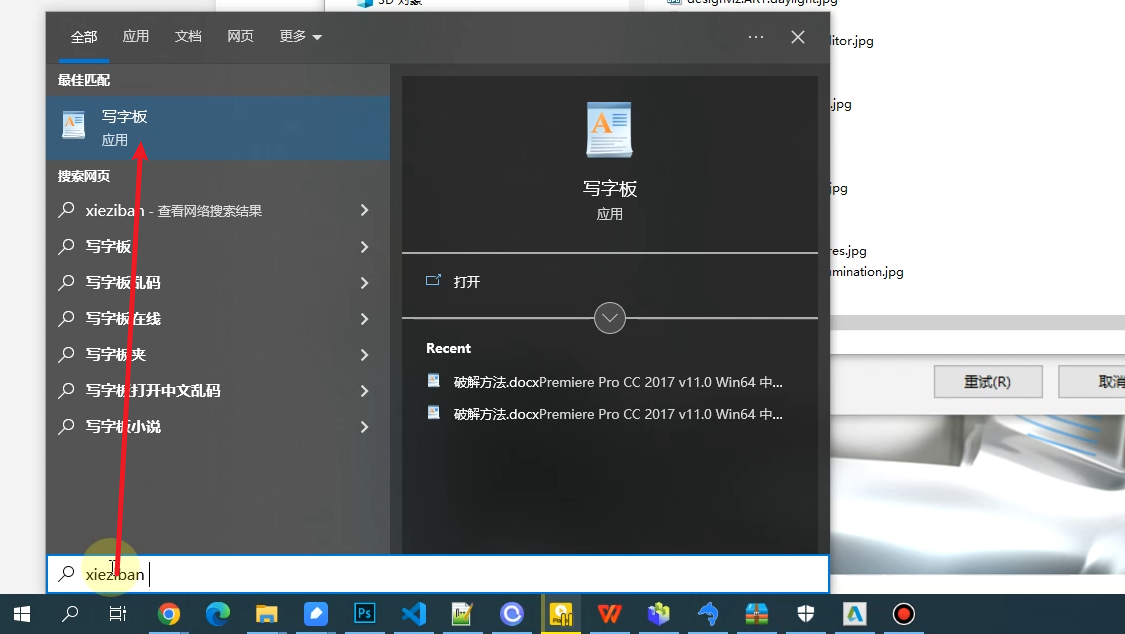 3D 对象
designviz.ART.daylight.jpg
全部 应用 文档 网页 更多
itor.jpg
最佳匹配
写字板
应用
.jpg
搜索网页
写字板
应用
jpg
xieziban - 查看网络搜索结果
写字板
res.jpg
写字板乱码
打开
mination.jpg
写字板在线
写字板夹
Recent
写字板打开中文乱码
破解方法.docxPremiere Pro CC 2017 v11.0 Win64 中...
重试(R)
取消
写字板小说
破解方法.docxPremiere Pro CC 2017 v11.0 Win64 中...
xieziban
Ps